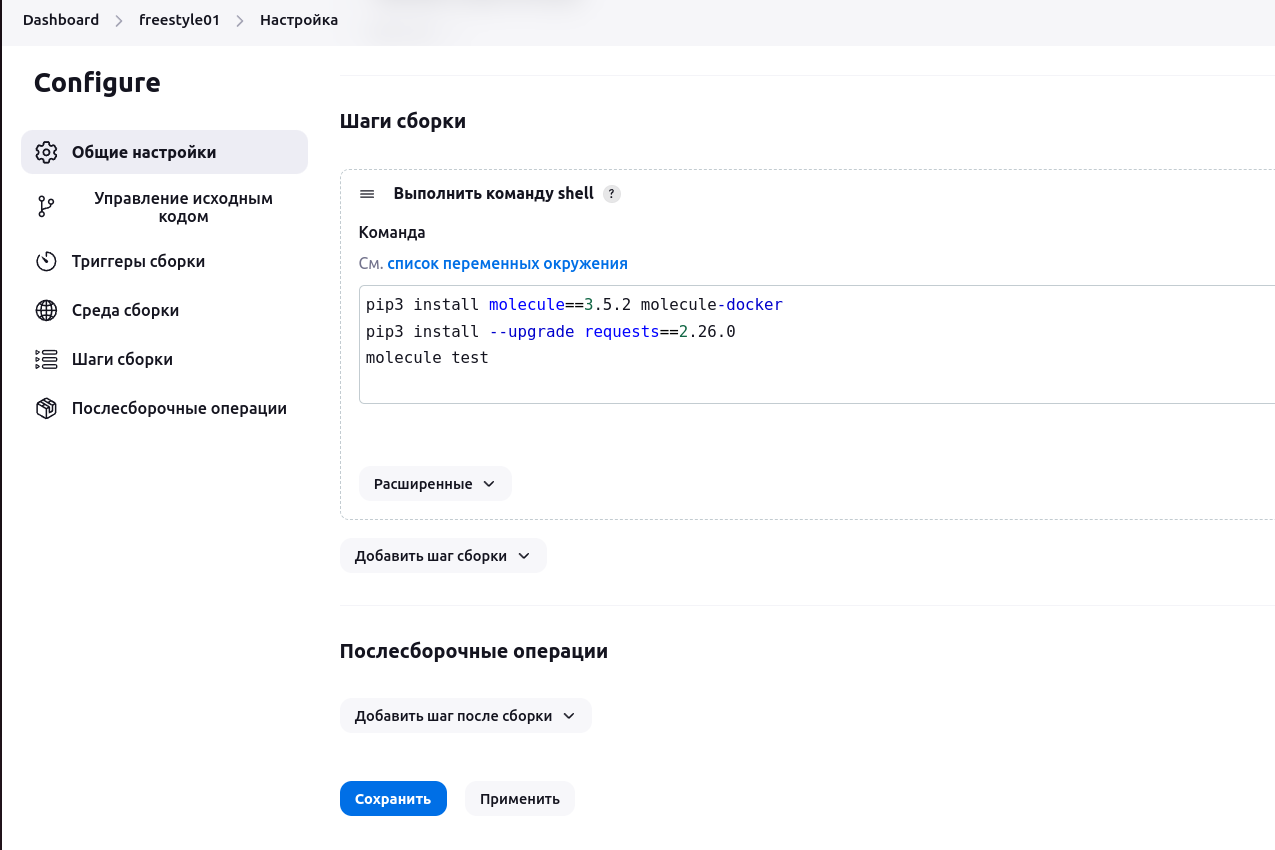 Dashboard > freestyle01 > Настройка
Configure
Общие настройки
Управление исходным
кодом
Триггеры сборки
Среда сборки
Шаги сборки
Послесборочные операции
Шаги сборки
Выполнить команду shell ?
Команда
См. список переменных окружения
pip3 install molecule==3.5.2 molecule-docker
pip3 install --upgrade requests==2.26.0
molecule test
Расширенные
Добавить шаг сборки
Послесборочные операции
Добавить шаг после сборки
Сохранить Применить